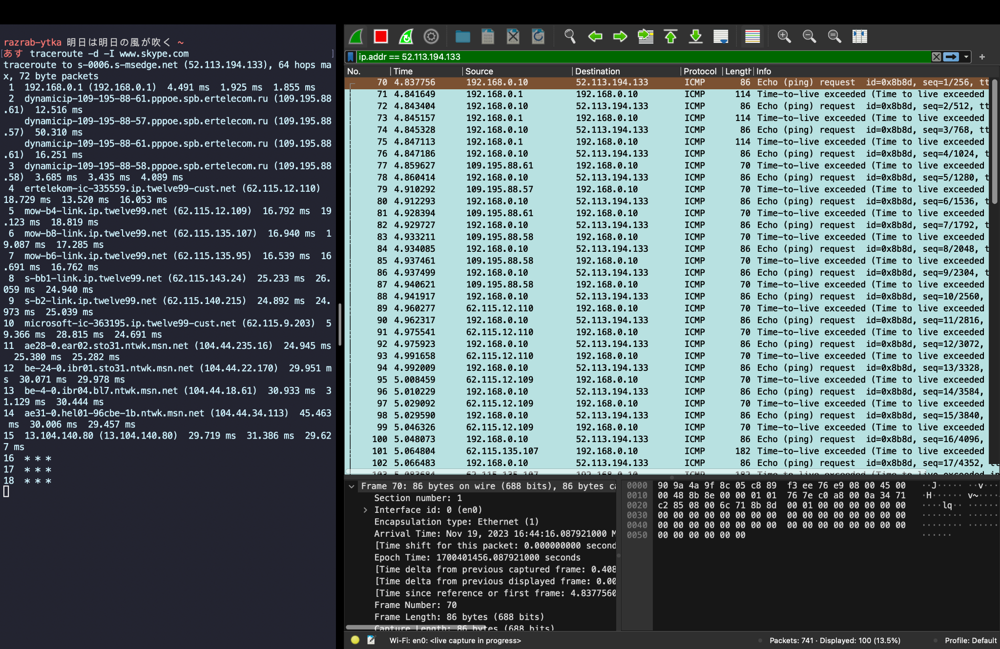 razrab-ytka 明日は明日の風が吹く ~
[あす traceroute -d -I www.skype.com ]
traceroute to s-0006.s-msedge.net (52.113.194.133), 64 hops ma
x, 72 byte packets
1 192.168.0.1 (192.168.0.1) 4.491 ms 1.925 ms 1.855 ms
2 dynamicip-109-195-88-61.pppoe.spb.ertelecom.ru (109.195.88
.61) 12.516 ms
dynamicip-109-195-88-57.pppoe.spb.ertelecom.ru (109.195.88
.57) 50.310 ms
dynamicip-109-195-88-61.pppoe.spb.ertelecom.ru (109.195.88
.61) 16.251 ms
3 dynamicip-109-195-88-58.pppoe.spb.ertelecom.ru (109.195.88
.58) 3.685 ms 3.435 ms 4.089 ms
4 ertelekom-ic-335559.ip.twelve99-cust.net (62.115.12.110)
18.729 ms 13.520 ms 16.053 ms
5 mow-b4-link.ip.twelve99.net (62.115.12.109) 16.792 ms 19
.123 ms 18.819 ms
6 mow-b8-link.ip.twelve99.net (62.115.135.107) 16.940 ms 1
9.087 ms 17.285 ms
7 mow-b6-link.ip.twelve99.net (62.115.135.95) 16.539 ms 16
.691 ms 16.762 ms
8 s-bb1-link.ip.twelve99.net (62.115.143.24) 25.233 ms 26.
059 ms 24.940 ms
9 s-b2-link.ip.twelve99.net (62.115.140.215) 24.892 ms 24.
973 ms 25.039 ms
10 microsoft-ic-363195.ip.twelve99-cust.net (62.115.9.203) 5
9.366 ms 28.815 ms 24.691 ms
11 ae28-0.ear02.sto31.ntwk.msn.net (104.44.235.16) 24.945 ms
25.380 ms 25.282 ms
12 be-24-0.ibr01.sto31.ntwk.msn.net (104.44.22.170) 29.951 m
s 30.071 ms 29.978 ms
13 be-4-0.ibr04.bl7.ntwk.msn.net (104.44.18.61) 30.933 ms 3
1.129 ms 30.444 ms
14 ae31-0.hel01-96cbe-1b.ntwk.msn.net (104.44.34.113) 45.463
ms 30.006 ms 29.457 ms
15 13.104.140.80 (13.104.140.80) 29.719 ms 31.386 ms 29.62
7 ms
16 * * *
17 * * *
18 * * *
ip.addr == 52.113.194.133
No. Time Source Destination Protocol Length Info
70 4.837756 192.168.0.10 52.113.194.133 ICMP 86 Echo (ping) request id=0x8b8d, seq=1/256, tt
71 4.841649 192.168.0.1 192.168.0.10 ICMP 114 Time-to-live exceeded (Time to live exceeded
72 4.843404 192.168.0.10 52.113.194.133 ICMP 86 Echo (ping) request id=0x8b8d, seq=2/512, tt
73 4.845157 192.168.0.1 192.168.0.10 ICMP 114 Time-to-live exceeded (Time to live exceeded
74 4.845328 192.168.0.10 52.113.194.133 ICMP 86 Echo (ping) request id=0x8b8d, seq=3/768, tt
75 4.847113 192.168.0.1 192.168.0.10 ICMP 114 Time-to-live exceeded (Time to live exceeded
76 4.847186 192.168.0.10 52.113.194.133 ICMP 86 Echo (ping) request id=0x8b8d, seq=4/1024, t
77 4.859627 109.195.88.61 192.168.0.10 ICMP 70 Time-to-live exceeded (Time to live exceeded
78 4.860414 192.168.0.10 52.113.194.133 ICMP 86 Echo (ping) request id=0x8b8d, seq=5/1280, t
79 4.910292 109.195.88.57 192.168.0.10 ICMP 70 Time-to-live exceeded (Time to live exceeded
80 4.912293 192.168.0.10 52.113.194.133 ICMP 86 Echo (ping) request id=0x8b8d, seq=6/1536, t
81 4.928394 109.195.88.61 192.168.0.10 ICMP 70 Time-to-live exceeded (Time to live exceeded
82 4.929727 192.168.0.10 52.113.194.133 ICMP 86 Echo (ping) request id=0x8b8d, seq=7/1792, t
83 4.933211 109.195.88.58 192.168.0.10 ICMP 70 Time-to-live exceeded (Time to live exceeded
84 4.934085 192.168.0.10 52.113.194.133 ICMP 86 Echo (ping) request id=0x8b8d, seq=8/2048, t
85 4.937461 109.195.88.58 192.168.0.10 ICMP 70 Time-to-live exceeded (Time to live exceeded
86 4.937499 192.168.0.10 52.113.194.133 ICMP 86 Echo (ping) request id=0x8b8d, seq=9/2304, t
87 4.940621 109.195.88.58 192.168.0.10 ICMP 70 Time-to-live exceeded (Time to live exceeded
88 4.941917 192.168.0.10 52.113.194.133 ICMP 86 Echo (ping) request id=0x8b8d, seq=10/2560,
89 4.960277 62.115.12.110 192.168.0.10 ICMP 70 Time-to-live exceeded (Time to live exceeded
90 4.962317 192.168.0.10 52.113.194.133 ICMP 86 Echo (ping) request id=0x8b8d, seq=11/2816,
91 4.975541 62.115.12.110 192.168.0.10 ICMP 70 Time-to-live exceeded (Time to live exceeded
92 4.975923 192.168.0.10 52.113.194.133 ICMP 86 Echo (ping) request id=0x8b8d, seq=12/3072,
93 4.991658 62.115.12.110 192.168.0.10 ICMP 70 Time-to-live exceeded (Time to live exceeded
94 4.992009 192.168.0.10 52.113.194.133 ICMP 86 Echo (ping) request id=0x8b8d, seq=13/3328,
95 5.008459 62.115.12.109 192.168.0.10 ICMP 70 Time-to-live exceeded (Time to live exceeded
96 5.010229 192.168.0.10 52.113.194.133 ICMP 86 Echo (ping) request id=0x8b8d, seq=14/3584,
97 5.029092 62.115.12.109 192.168.0.10 ICMP 70 Time-to-live exceeded (Time to live exceeded
98 5.029590 192.168.0.10 52.113.194.133 ICMP 86 Echo (ping) request id=0x8b8d, seq=15/3840,
99 5.046326 62.115.12.109 192.168.0.10 ICMP 70 Time-to-live exceeded (Time to live exceeded
100 5.048073 192.168.0.10 52.113.194.133 ICMP 86 Echo (ping) request id=0x8b8d, seq=16/4096,
101 5.064804 62.115.135.107 192.168.0.10 ICMP 182 Time-to-live exceeded (Time to live exceeded
102 5.066483 192.168.0.10 52.113.194.133 ICMP 86 Echo (ping) request id=0x8b8d, seq=17/4352,
103 5.083684 62.115.135.107 192.168.0.10 ICMP 182 Time-to-live exceeded (Time to live exceeded in
Frame 70: 86 bytes on wire (688 bits), 86 bytes ca
Section number: 1
Interface id: 0 (en0)
Encapsulation type: Ethernet (1)
Arrival Time: Nov 19, 2023 16:44:16.087921000 M
[Time shift for this packet: 0.000000000 second
Epoch Time: 1700401456.087921000 seconds
[Time delta from previous captured frame: 0.408
[Time delta from previous displayed frame: 0.00
[Time since reference or first frame: 4.8377560
Frame Number: 70
Frame Length: 86 bytes (688 bits)
Capture Length: 86 bytes (688 bits)
0000 90 9a 4a 9f 8c 05 c8 89 f3 ee 76 e9 08 00 45 00 ··J····· ··v···
0010 00 48 8b 8e 00 00 01 01 76 7e c0 a8 00 0a 34 71 ·H······ v~····
0020 c2 85 08 00 6c 71 8b 8d 00 01 00 00 00 00 00 00 ····lq·· ······
0030 00 00 00 00 00 00 00 00 00 00 00 00 00 00 00 00 ········ ······
0040 00 00 00 00 00 00 00 00 00 00 00 00 00 00 00 00 ········ ······
0050 00 00 00 00 00 00 ······
Wi-Fi: en0: <live capture in progress>
Packets: 741 · Displayed: 100 (13.5%)
Profile: Default